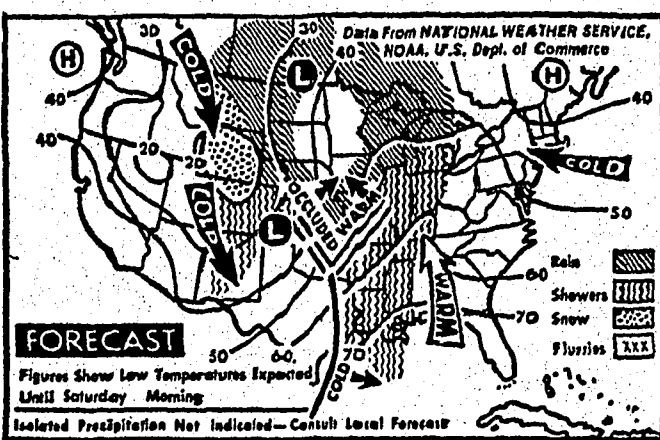 Data From NATIONAL WEATHER SERVICE,
NOAA, U.S. Dept. of Commerce
30
30
40
COLD
H
L
H
40
40
40
20
20
COLD
COLD
OCCLUDED
WARM
L
50
60
Rain
Showers
Snow
Flurries
WARM
70
70
COLD
50
60
FORECAST
Figures Show Low Temperatures Expected
Until Saturday Morning
Isolated Precipitation Not Indicated—Consult Local Forecast